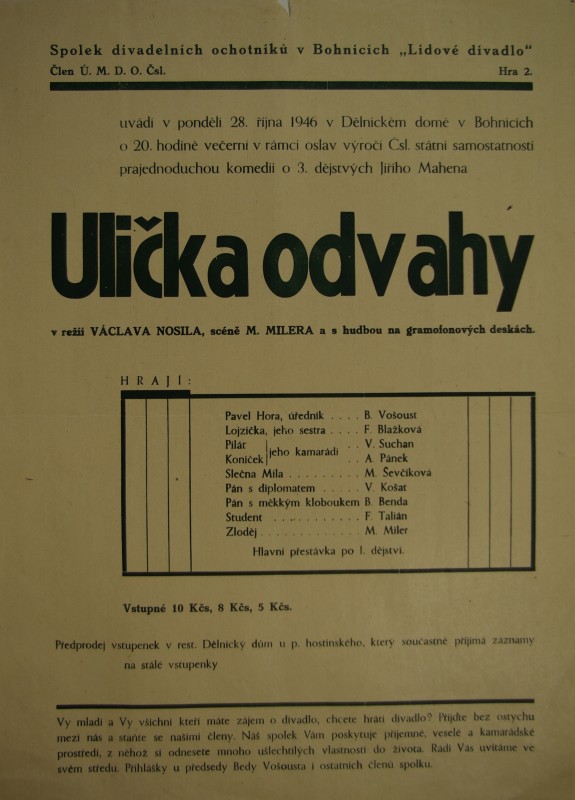 Spolek divadelních ochotníků v Bohnicích „Lidové divadlo"
Člen Ú. M. D. O. Čsl. Hra 2.
uvádí v pondělí 28. října 1946 v Dělnickém domě v Bohnicích
o 20. hodině večerní v rámci oslav výročí Čsl. státní samostatnosti
prajednoduchou komedii o 3. dějstvých Jiřího Mahena
Ulička odvahy
v režii VÁCLAVA NOSILA, scéně M. MILERA a s hudbou na gramofonových deskách.
HRAJÍ:
Pavel Hora, úředník . . . . B. Vošoust
Lojzička, jeho sestra . . . . F. Blažková
Pilát jeho kamarádi . . V. Suchan
Koníček A. Pánek
Slečna Míla . . . . . . . . . M. Ševčíková
Pán s diplomatem . . . . . V. Košat
Pán s měkkým kloboukem B. Benda
Student . . . . . . . . . . . F. Talián
Zloděj . . . . . . . . . . . . M. Miler
Hlavní přestávka po I. dějství.
Vstupné 10 Kčs, 8 Kčs, 5 Kčs.
Předprodej vstupenek v rest. Dělnický dům u p. hostinského, který součastně přijímá záznamy
na stálé vstupenky
Vy mladí a Vy všichni kteří máte zájem o divadlo, chcete hráti divadlo? Přijďte bez ostychu
mezi nás a staňte se našimi členy. Náš spolek Vám poskytuje příjemné, veselé a kamarádské
prostředí, z něhož si odnesete mnoho ušlechtilých vlastností do života. Rádi Vás uvítáme ve
svém středu. Přihlášky u předsedy Bedy Vošousta i ostatních členů spolku.